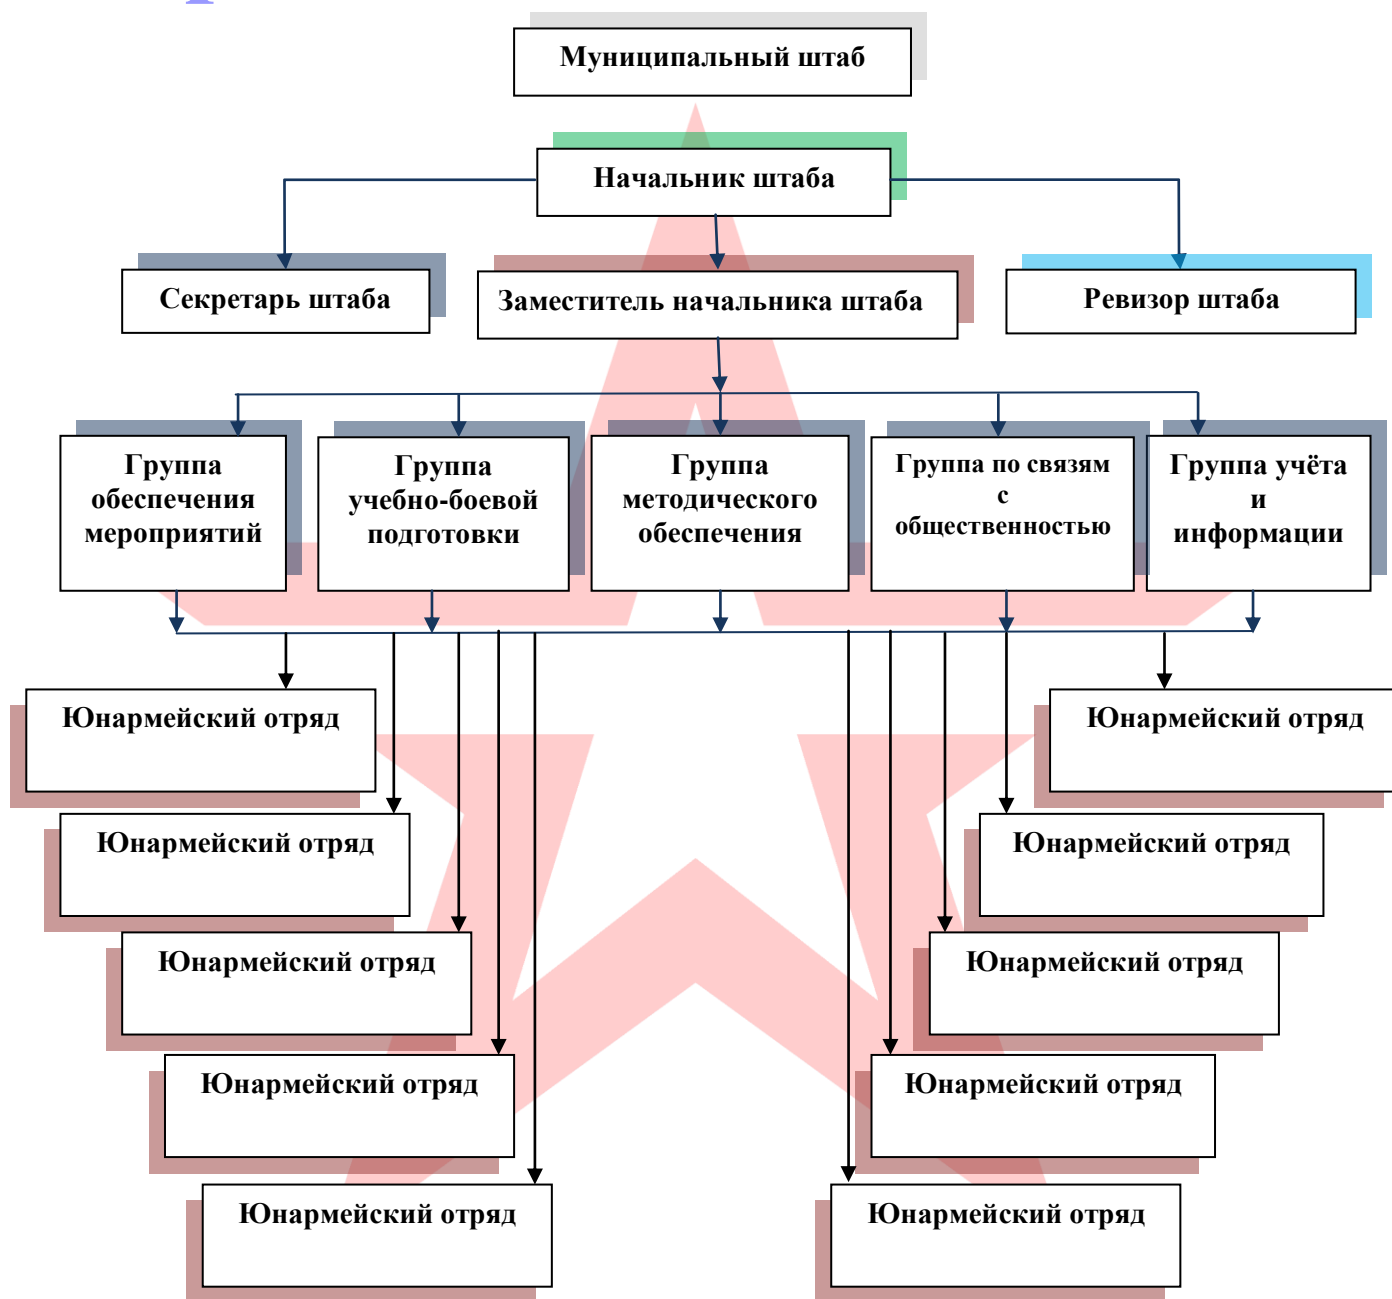 Муниципальный штаб
Начальник штаба
Секретарь штаба
Заместитель начальника штаба
Ревизор штаба
Группа
обеспечения
мероприятий
Группа
учебно-боевой
подготовки
Группа
методического
обеспечения
Группа по связям
с
общественностью
Группа учёта
и
информации
Юнармейский отряд
Юнармейский отряд
Юнармейский отряд
Юнармейский отряд
Юнармейский отряд
Юнармейский отряд
Юнармейский отряд
Юнармейский отряд
Юнармейский отряд
Юнармейский отряд